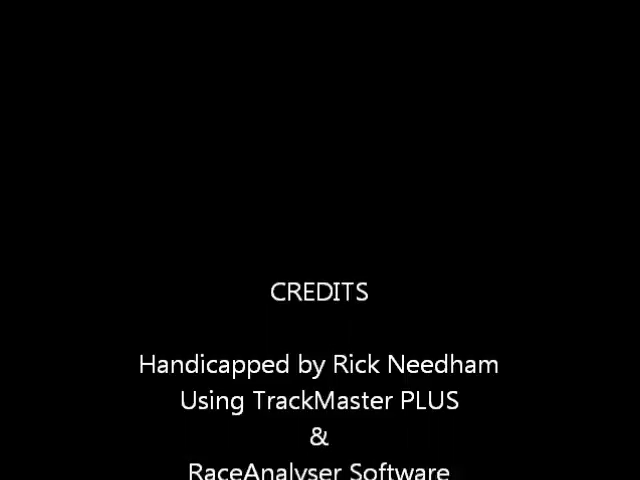 CREDITS
Handicapped by Rick Needham
Using TrackMaster PLUS
&
RaceAnalyser Software